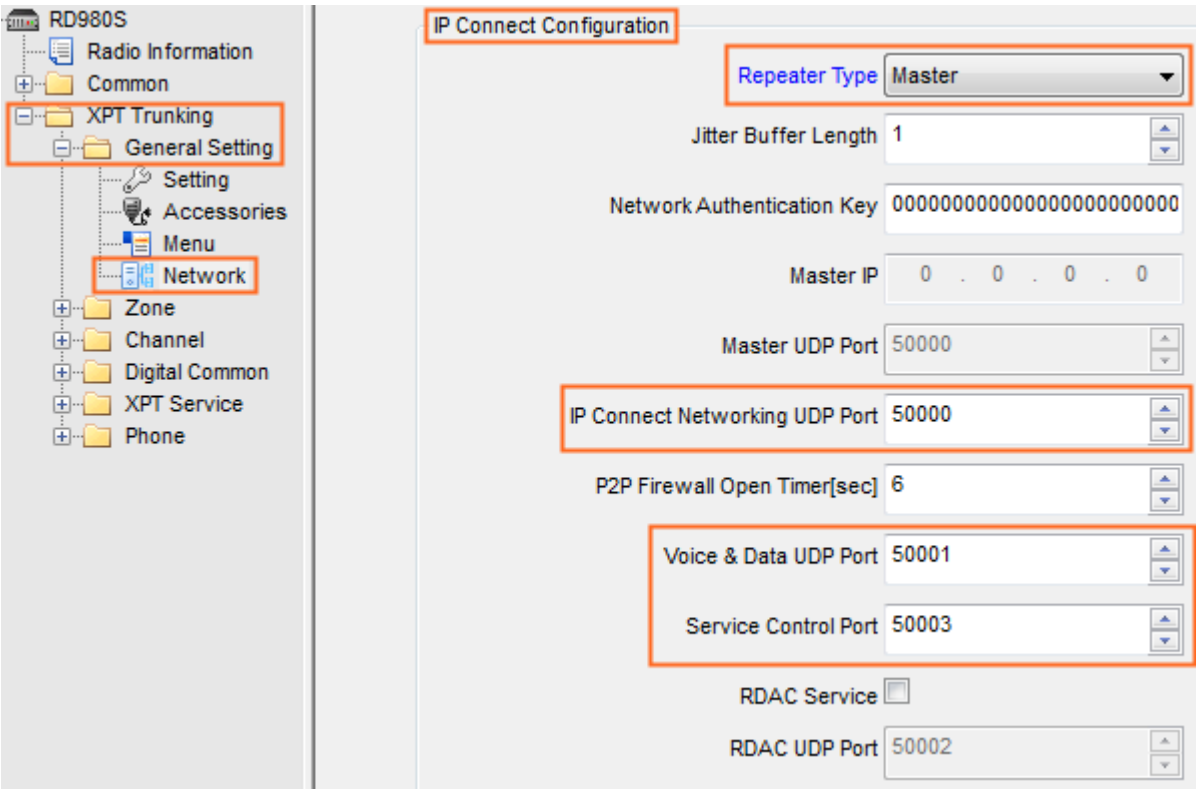 RD980S
Radio Information
Common
XPT Trunking
General Setting
Setting
Accessories
Menu
Network
Zone
Channel
Digital Common
XPT Service
Phone
IP Connect Configuration
Repeater Type Master
Jitter Buffer Length 1
Network Authentication Key 000000000000000000000000
Master IP 0 . 0 . 0 . 0
Master UDP Port 50000
IP Connect Networking UDP Port 50000
P2P Firewall Open Timer[sec] 6
Voice & Data UDP Port 50001
Service Control Port 50003
RDAC Service
RDAC UDP Port 50002